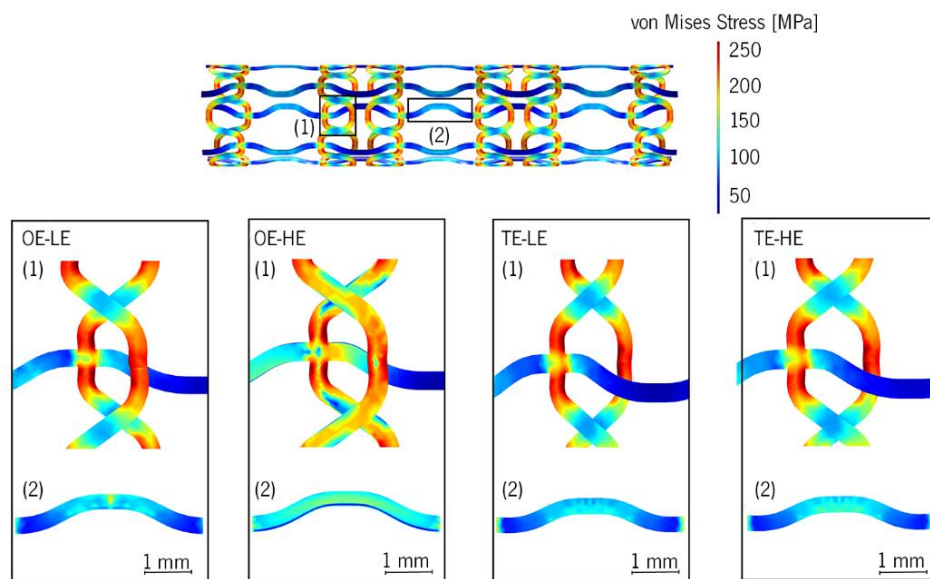 von Mises Stress [MPa]
250
200
150
100
50
(1)
(2)
OE-LE
(1)
(2)
1 mm
OE-HE
(1)
(2)
1 mm
TE-LE
(1)
(2)
1 mm
TE-HE
(1)
(2)
1 mm